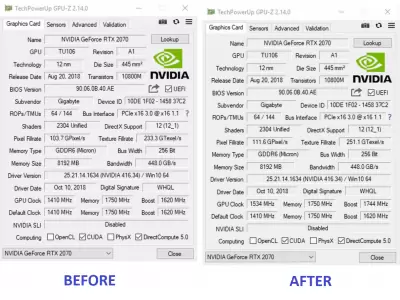 TechPowerUp GPU-Z 2.14.0
Graphics Card Sensors Advanced Validation
Name NVIDIA GeForce RTX 2070 Lookup
GPU TU106 Revision A1
Technology 12 nm Die Size 445 mm²
Release Date Aug 20, 2018 Transistors 10800M
NVIDIA
BIOS Version 90.06.0B.40.AE UEFI
Subvendor Gigabyte Device ID 10DE 1F02 - 1458 37C2
ROPs/TMUs 64 / 144 Bus Interface PCIe x16 3.0 @ x16 1.1 ?
Shaders 2304 Unified DirectX Support 12 (12_1)
Pixel Fillrate 103.7 GPixel/s Texture Fillrate 233.3 GTexel/s
Memory Type GDDR6 (Micron) Bus Width 256 Bit
Memory Size 8192 MB Bandwidth 448.0 GB/s
Driver Version 25.21.14.1634 (NVIDIA 416.34) / Win10 64
Driver Date Oct 10, 2018 Digital Signature WHQL
GPU Clock 1410 MHz Memory 1750 MHz Boost 1620 MHz
Default Clock 1410 MHz Memory 1750 MHz Boost 1620 MHz
NVIDIA SLI Disabled
Computing OpenCL CUDA PhysX DirectCompute 5.0
NVIDIA GeForce RTX 2070 Close
BEFORE
TechPowerUp GPU-Z 2.14.0
Graphics Card Sensors Advanced Validation
Name NVIDIA GeForce RTX 2070 Lookup
GPU TU106 Revision A1
Technology 12 nm Die Size 445 mm²
Release Date Aug 20, 2018 Transistors 10800M
NVIDIA
BIOS Version 90.06.0B.40.AE UEFI
Subvendor Gigabyte Device ID 10DE 1F02 - 1458 37C2
ROPs/TMUs 64 / 144 Bus Interface PCIe x16 3.0 @ x16 3.0 ?
Shaders 2304 Unified DirectX Support 12 (12_1)
Pixel Fillrate 111.6 GPixel/s Texture Fillrate 251.1 GTexel/s
Memory Type GDDR6 (Micron) Bus Width 256 Bit
Memory Size 8192 MB Bandwidth 448.0 GB/s
Driver Version 25.21.14.1634 (NVIDIA 416.34) / Win10 64
Driver Date Oct 10, 2018 Digital Signature WHQL
GPU Clock 1534 MHz Memory 1750 MHz Boost 1744 MHz
Default Clock 1410 MHz Memory 1750 MHz Boost 1620 MHz
NVIDIA SLI Disabled
Computing OpenCL CUDA PhysX DirectCompute 5.0
NVIDIA GeForce RTX 2070 Close
AFTER